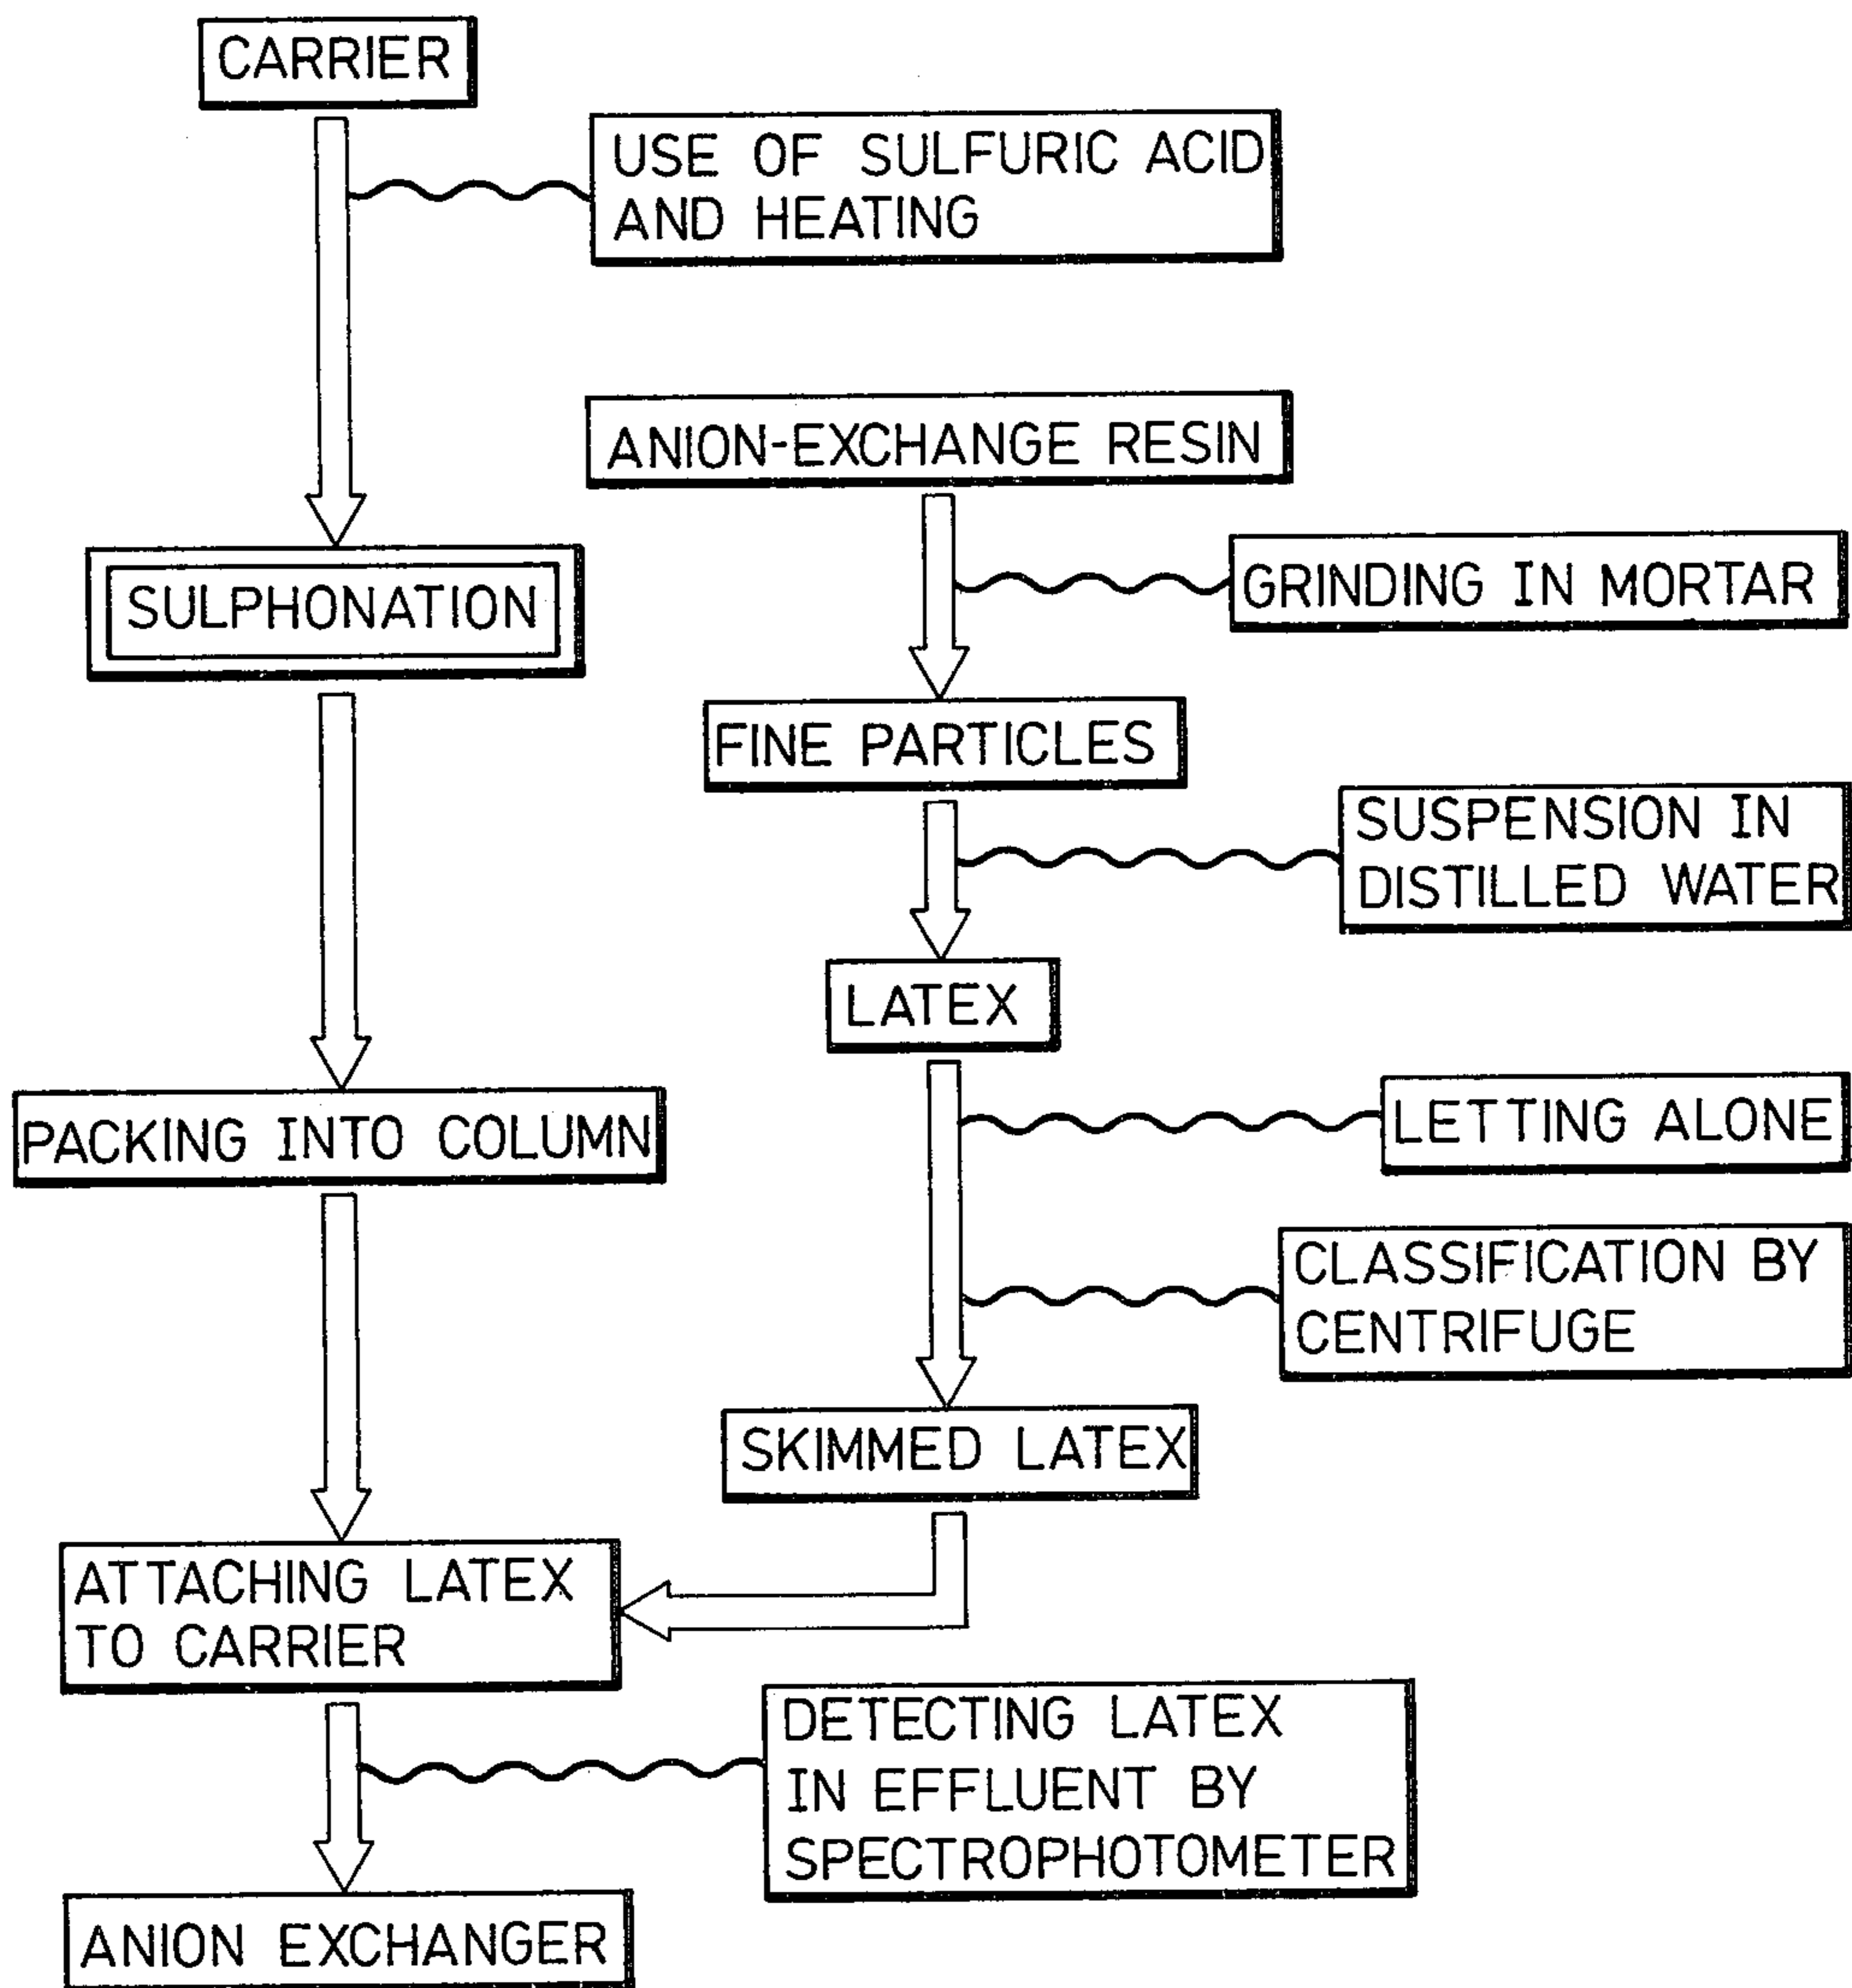 CARRIER
USE OF SULFURIC ACID
AND HEATING
ANION-EXCHANGE RESIN
SULPHONATION
GRINDING IN MORTAR
FINE PARTICLES
SUSPENSION IN
DISTILLED WATER
LATEX
PACKING INTO COLUMN
LETTING ALONE
CLASSIFICATION BY
CENTRIFUGE
SKIMMED LATEX
ATTACHING LATEX
TO CARRIER
DETECTING LATEX
IN EFFLUENT BY
SPECTROPHOTOMETER
ANION EXCHANGER